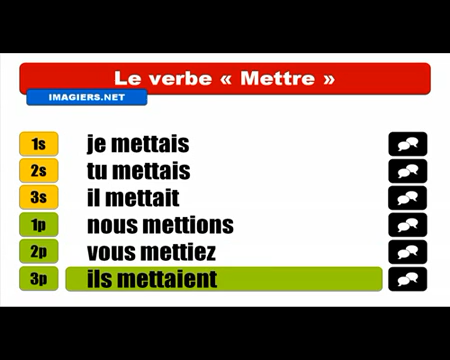 Le verbe « Mettre »
IMAGIERS.NET
1s je mettais
2s tu mettais
3s il mettait
1p nous mettions
2p vous mettiez
3p ils mettaient